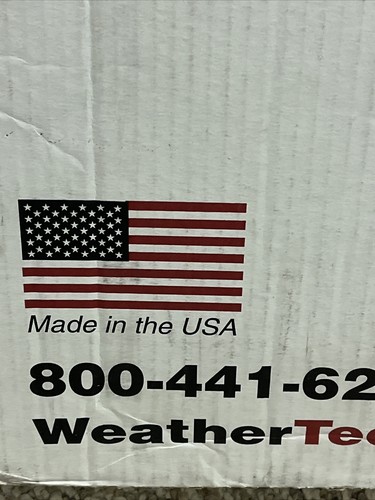 Made in the USA
800-441-62
WeatherTec